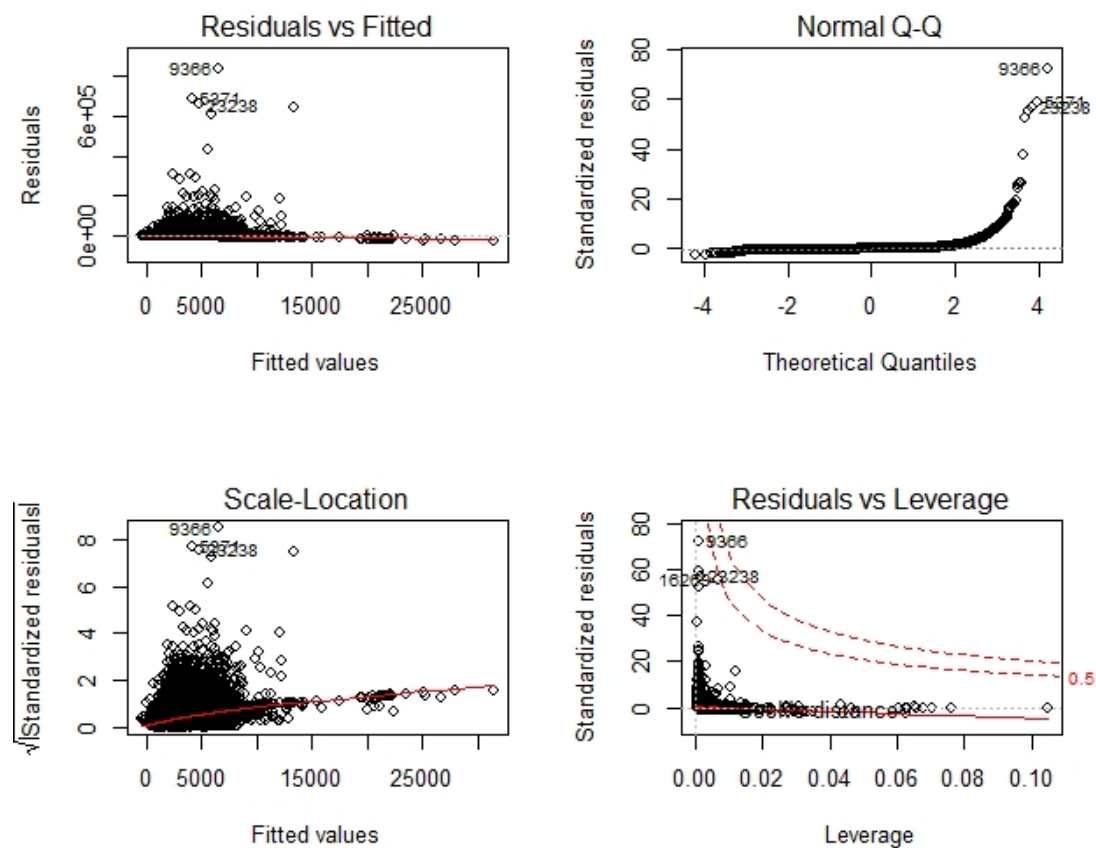 Residuals vs Fitted
Residuals
0e+00
6e+05
9366
23238
0
5000
15000
25000
Fitted values
Normal Q-Q
Standardized residuals
0
20
40
60
80
9366
23238
-4
-2
0
2
4
Theoretical Quantiles
Scale-Location
√|Standardized residuals|
0
2
4
6
8
9366
23238
0
5000
15000
25000
Fitted values
Residuals vs Leverage
Standardized residuals
0
20
40
60
80
9366
23238
0.5
distance
0.00
0.02
0.04
0.06
0.08
0.10
Leverage